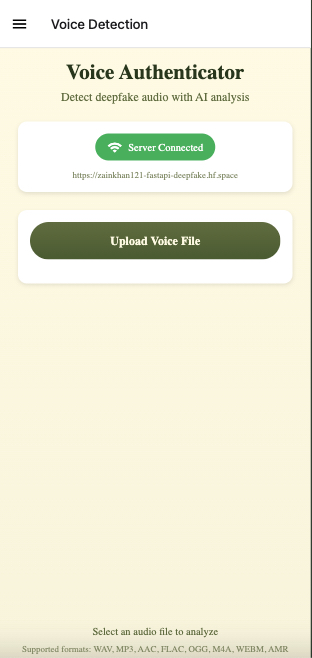 Voice Detection
Voice Authenticator
Detect deepfake audio with AI analysis
Server Connected
https://zainkhan121-fastapi-deepfake.hf.space
Upload Voice File
Select an audio file to analyze
Supported formats: WAV, MP3, AAC, FLAC, OGG, M4A, WEBM, AMR